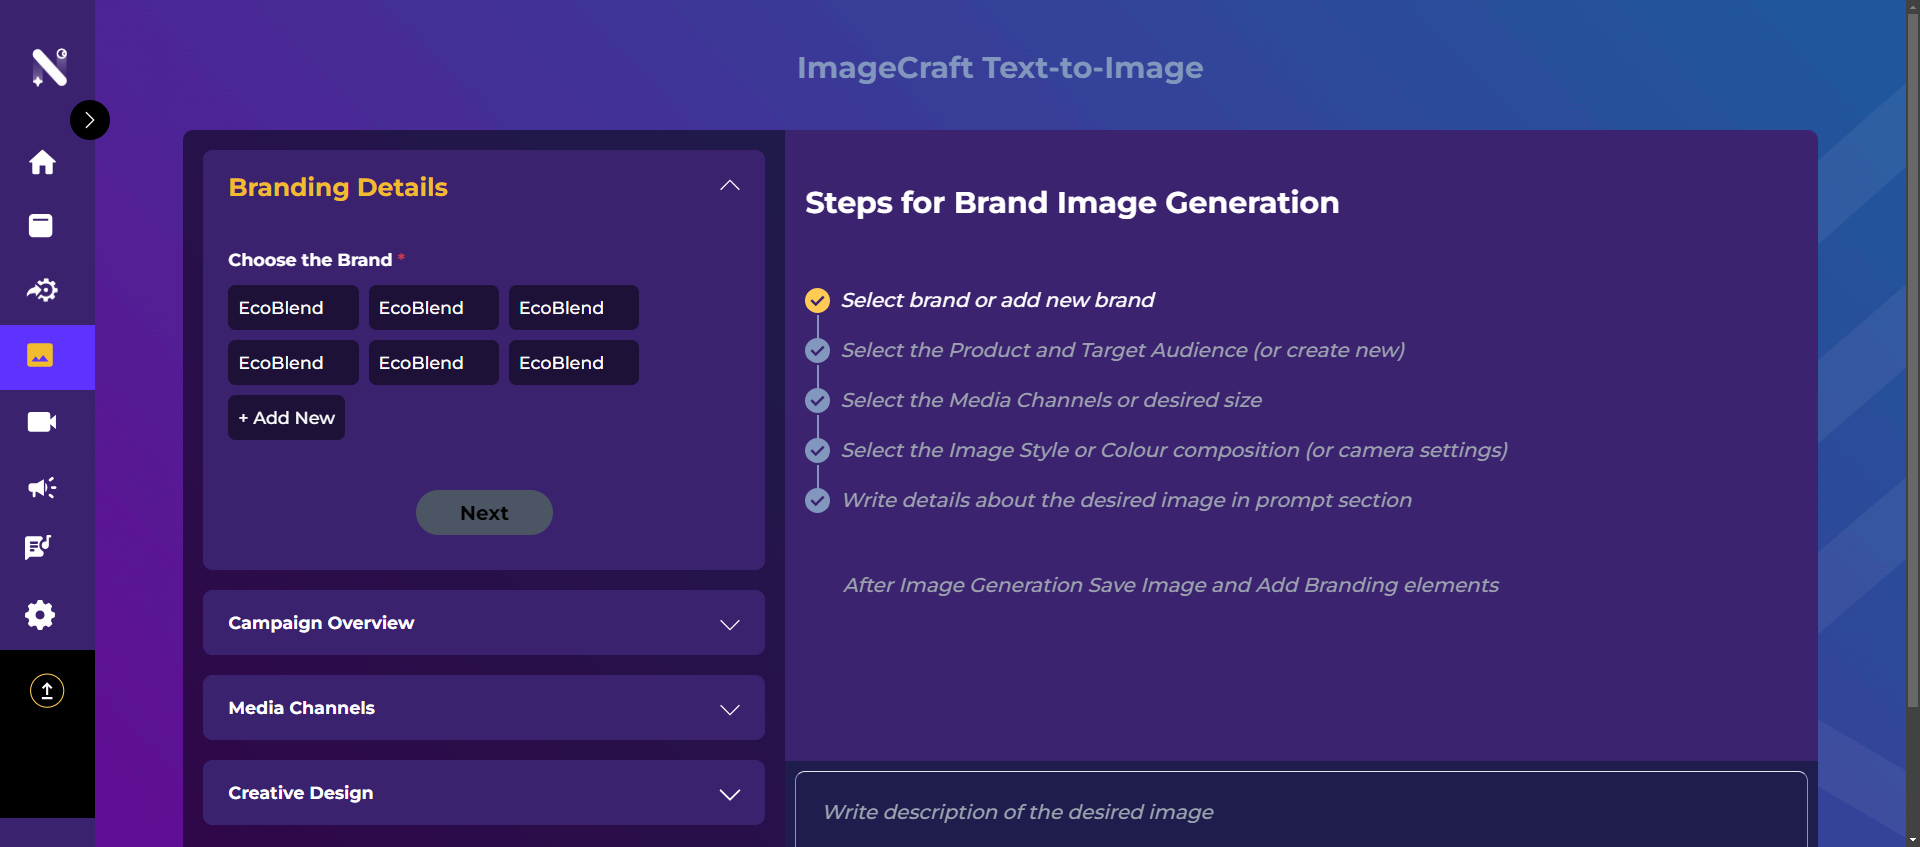 ImageCraft Text-to-Image
Branding Details
Choose the Brand *
EcoBlend EcoBlend EcoBlend
EcoBlend EcoBlend EcoBlend
+ Add New
Next
Campaign Overview
Media Channels
Creative Design
Steps for Brand Image Generation
Select brand or add new brand
Select the Product and Target Audience (or create new)
Select the Media Channels or desired size
Select the Image Style or Colour composition (or camera settings)
Write details about the desired image in prompt section
After Image Generation Save Image and Add Branding elements
Write description of the desired image